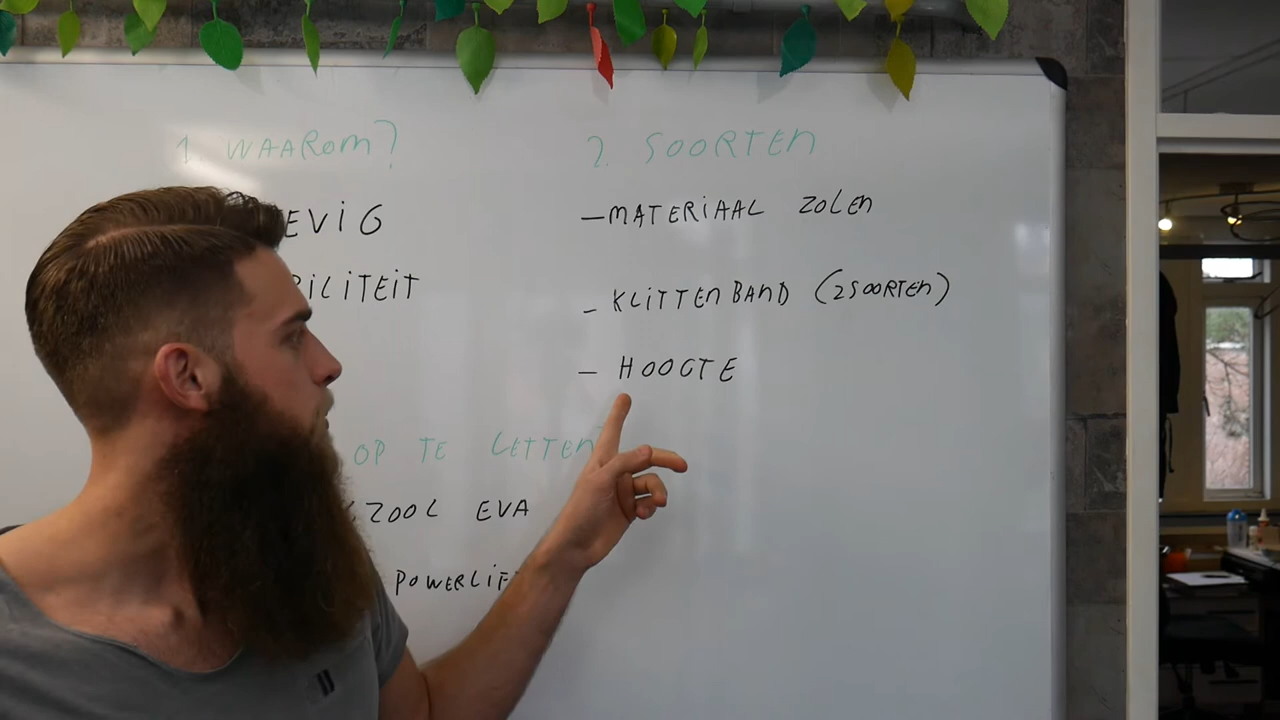 1. WAAROM?
EVIG
BILITEIT
OP TE LETTEN
ZOOL EVA
POWERLIF
2. SOORTEN
- MATERIAAL ZOLEN
- KLITTENBAND (2 SOORTEN)
- HOOGTE